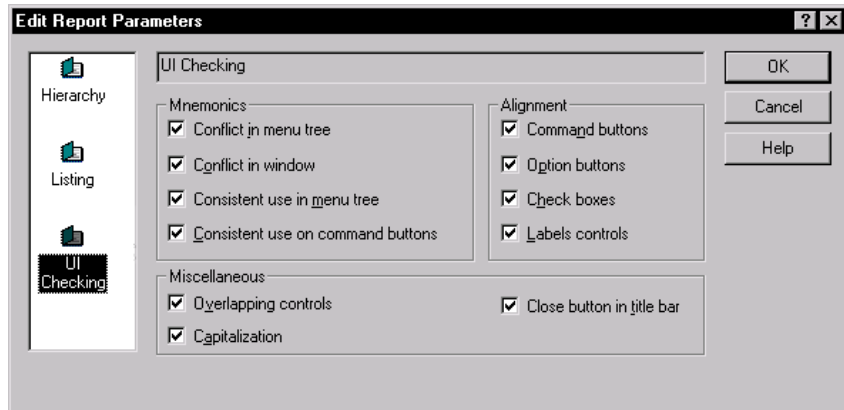 Edit Report Parameters
Hierarchy
Listing
UI
Checking
UI Checking
Mnemonics
Conflict in menu tree
Conflict in window
Consistent use in menu tree
Consistent use on command buttons
Alignment
Command buttons
Option buttons
Check boxes
Labels controls
Miscellaneous
Overlapping controls
Capitalization
Close button in title bar
OK
Cancel
Help